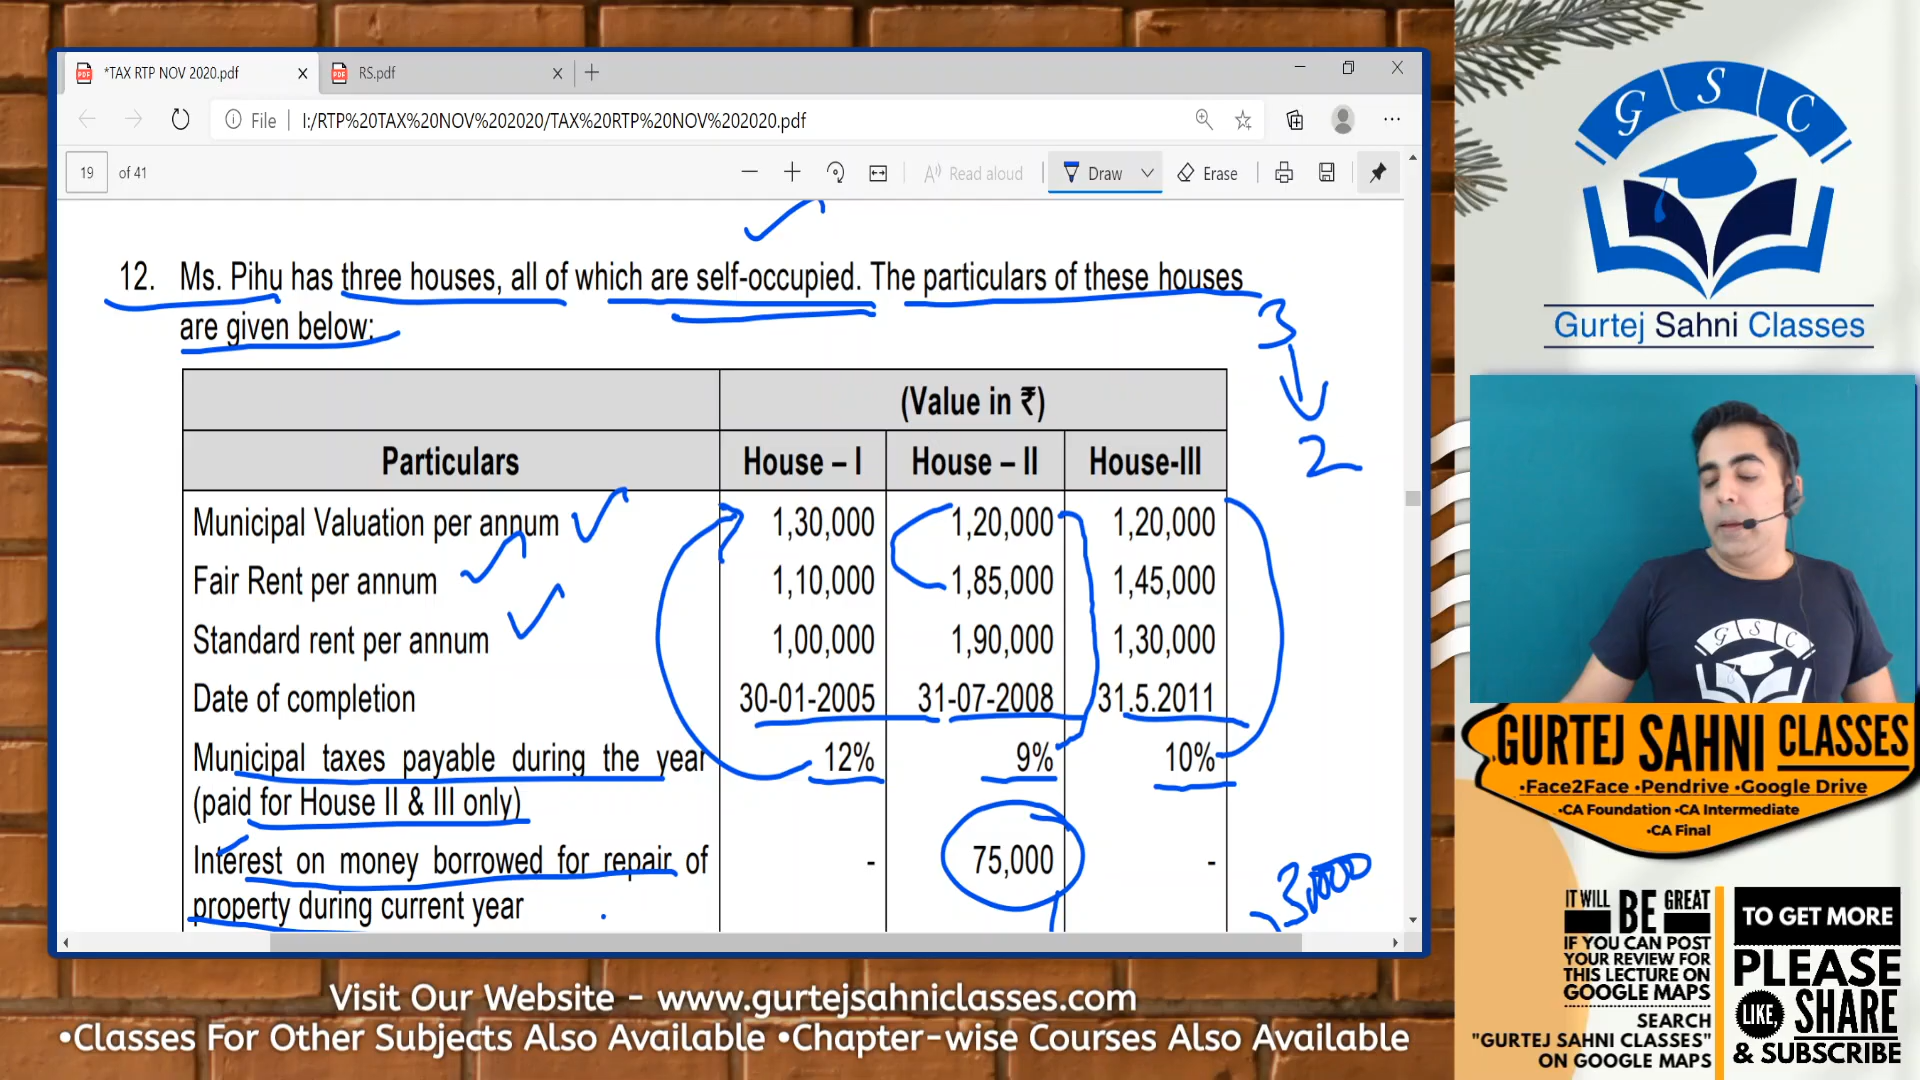 *TAX RTP NOV 2020.pdf
RS.pdf
File
I:/RTP%20TAX%20NOV%202020/TAX%20RTP%20NOV%202020.pdf
19 of 41
Read aloud
Draw
Erase
12. Ms. Pihu has three houses, all of which are self-occupied. The particulars of these houses
are given below:
3
2
(Value in ₹)
Particulars House – I House – II House-III
Municipal Valuation per annum 1,30,000 1,20,000 1,20,000
Fair Rent per annum 1,10,000 1,85,000 1,45,000
Standard rent per annum 1,00,000 1,90,000 1,30,000
Date of completion 30-01-2005 31-07-2008 31.5.2011
Municipal taxes payable during the year 12% 9% 10%
(paid for House II & III only)
Interest on money borrowed for repair of - 75,000 -
property during current year
3,000
GSC
Gurtej Sahni Classes
GSC
GURTEJ SAHNI CLASSES
•Face2Face •Pendrive •Google Drive
•CA Foundation •CA Intermediate
•CA Final
IT WILL BE GREAT
IF YOU CAN POST
YOUR REVIEW FOR
THIS LECTURE ON
GOOGLE MAPS
SEARCH
"GURTEJ SAHNI CLASSES"
ON GOOGLE MAPS
TO GET MORE
PLEASE
LIKE, SHARE
& SUBSCRIBE
Visit Our Website - www.gurtejsahniclasses.com
•Classes For Other Subjects Also Available •Chapter-wise Courses Also Available